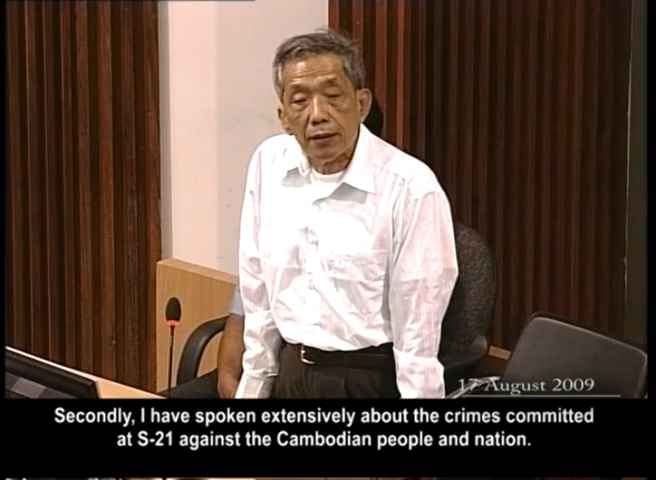 17 August 2009
Secondly, I have spoken extensively about the crimes committed
at S-21 against the Cambodian people and nation.